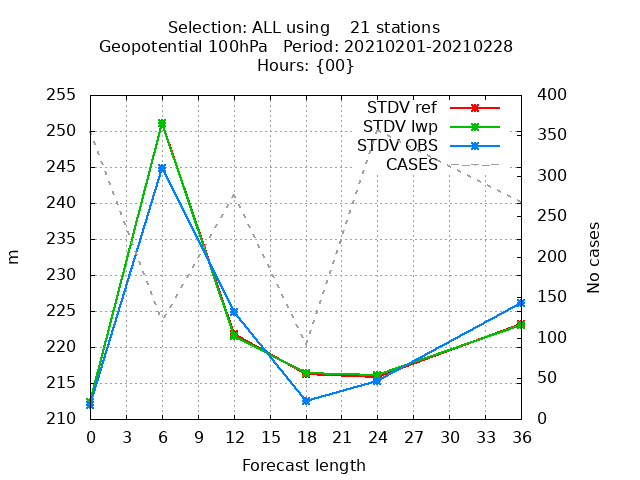 Selection: ALL using    21 stations
Geopotential 100hPa   Period: 20210201-20210228
Hours: {00}
STDV ref
STDV lwp
STDV OBS
CASES
m
255
250
245
240
235
230
225
220
215
210
400
350
300
250
200
150
100
50
0
No cases
0 3 6 9 12 15 18 21 24 27 30 33 36
Forecast length